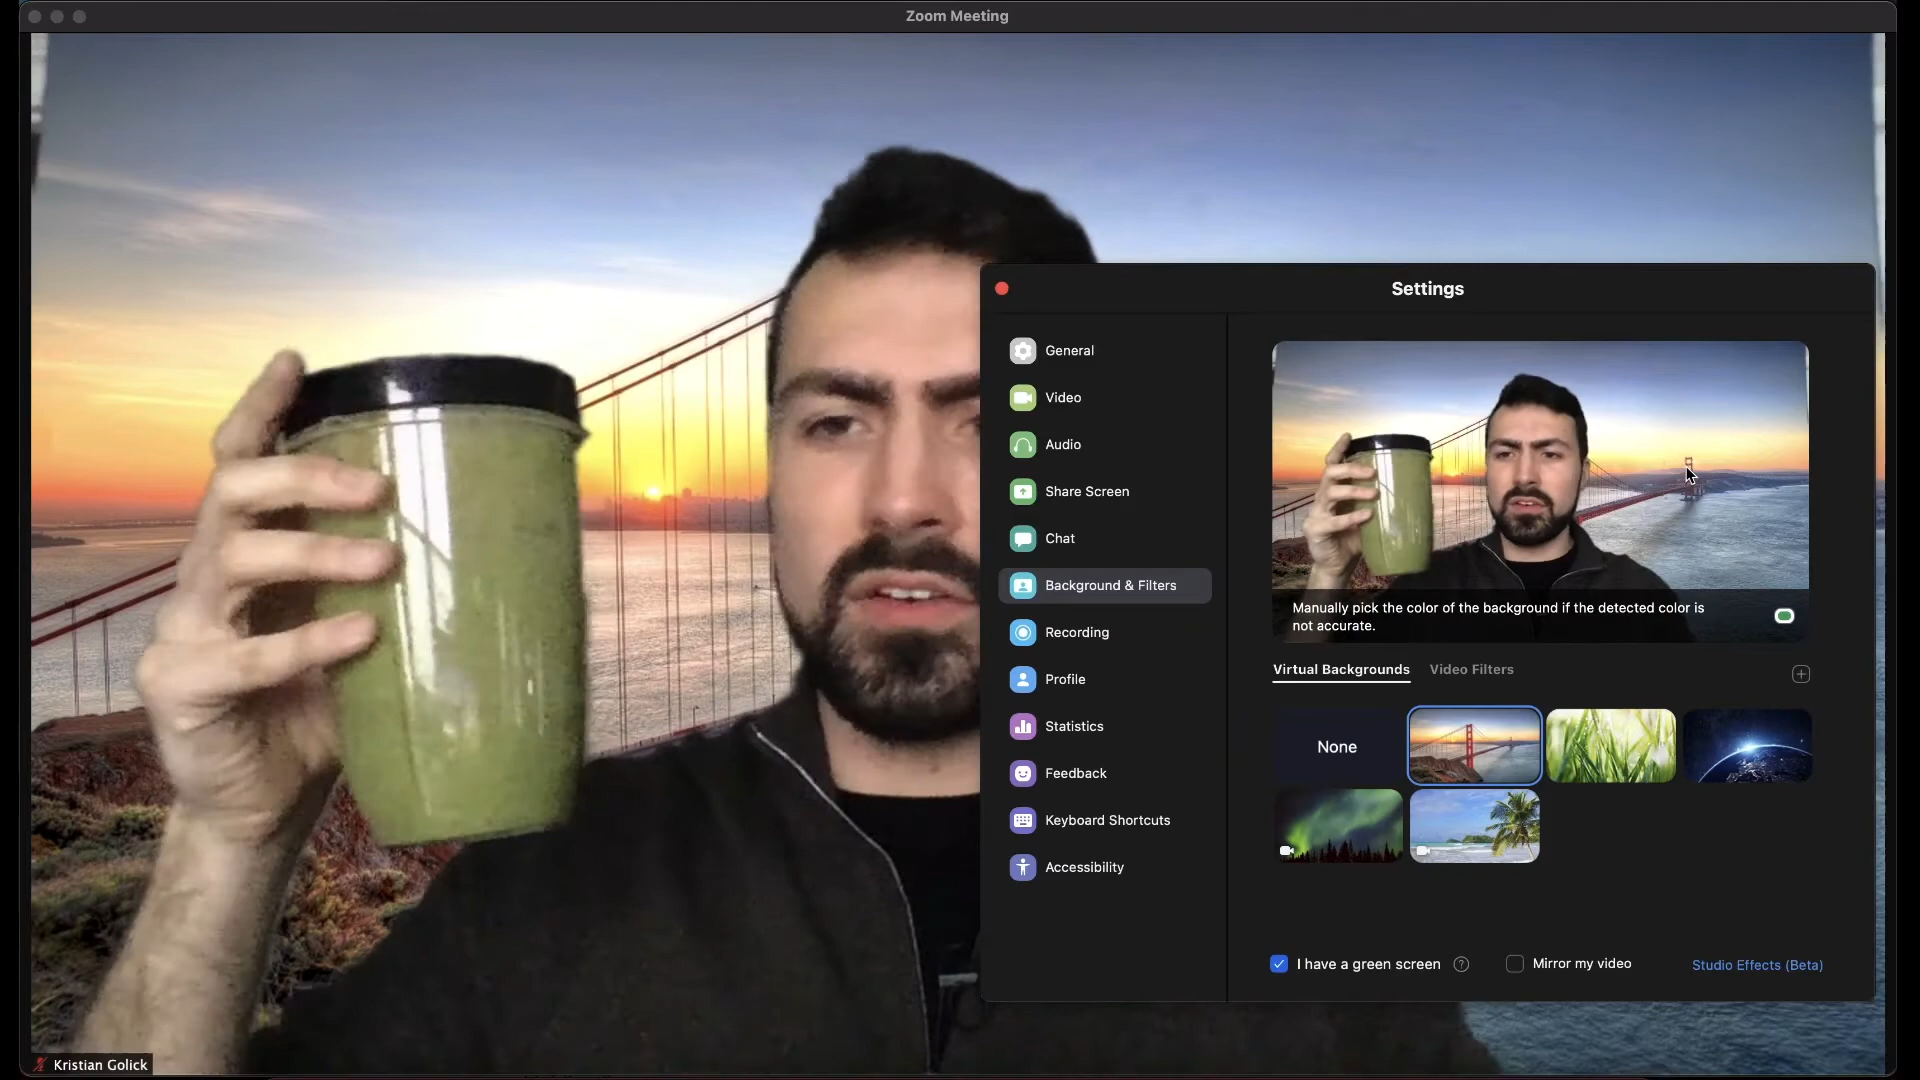 Zoom Meeting
Settings
General
Video
Audio
Share Screen
Chat
Background & Filters
Recording
Profile
Statistics
Feedback
Keyboard Shortcuts
Accessibility
Manually pick the color of the background if the detected color is
not accurate.
Virtual Backgrounds Video Filters
None
I have a green screen ? Mirror my video Studio Effects (Beta)
Kristian Golick